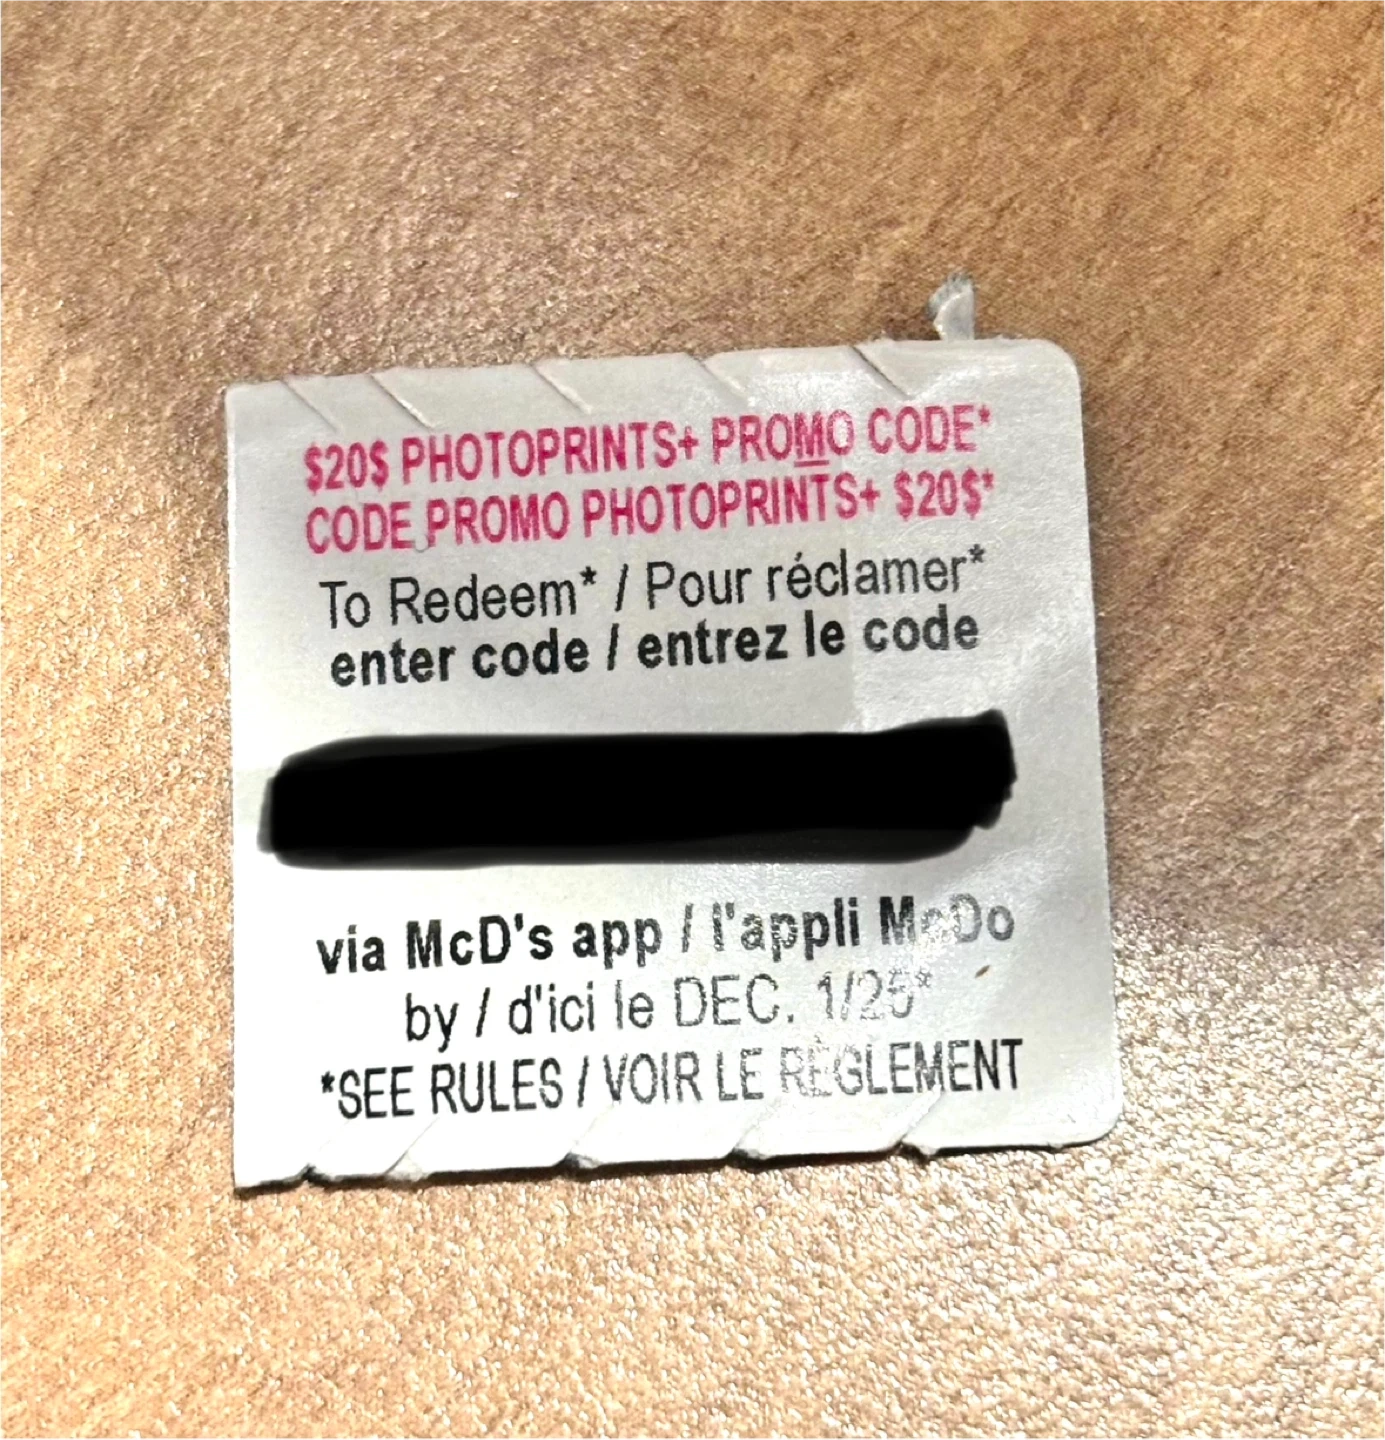 $20$ PHOTOPRINTS+ PROMO CODE*
CODE PROMO PHOTOPRINTS+ $20$*
To Redeem* / Pour réclamer*
enter code / entrez le code
via McD's app / l'appli McDo
by / d'ici le DEC. 1/25*
*SEE RULES / VOIR LE RÈGLEMENT